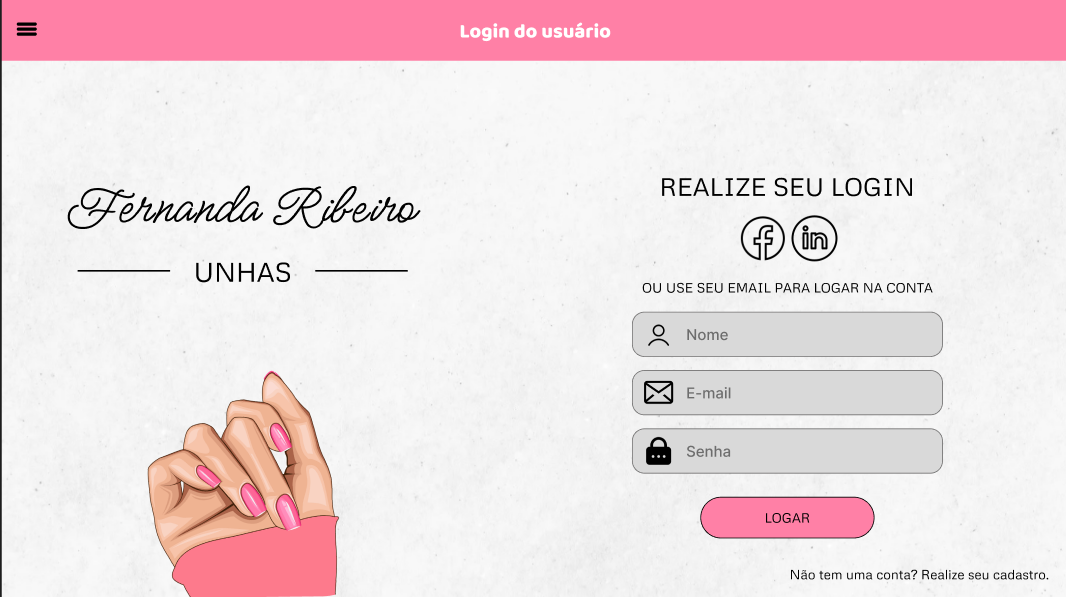 Login do usuário
Fernanda Ribeiro
UNHAS
REALIZE SEU LOGIN
f in
OU USE SEU EMAIL PARA LOGAR NA CONTA
Nome
E-mail
Senha
LOGAR
Não tem uma conta? Realize seu cadastro.